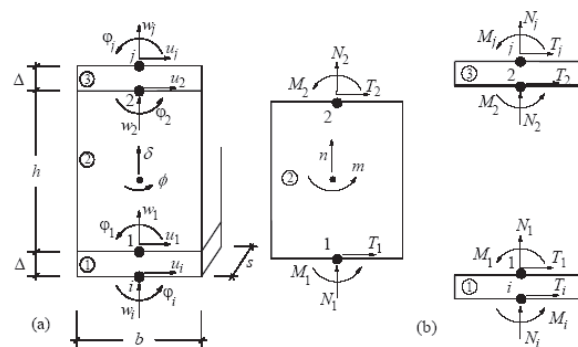 φj wj uj
j
Δ ③
2 u2
w2 φ2
h ② δ
ϕ
φ1 w1
1 u1
Δ ① s
i ui
wi φi
(a) b
N2
M2 T2
2
② n m
1 T1
M1
N1
Nj
Mj Tj
j
③ 2 T2
M2
N2
N1
M1 T1
1
① i Ti
Mi
Ni
(b)